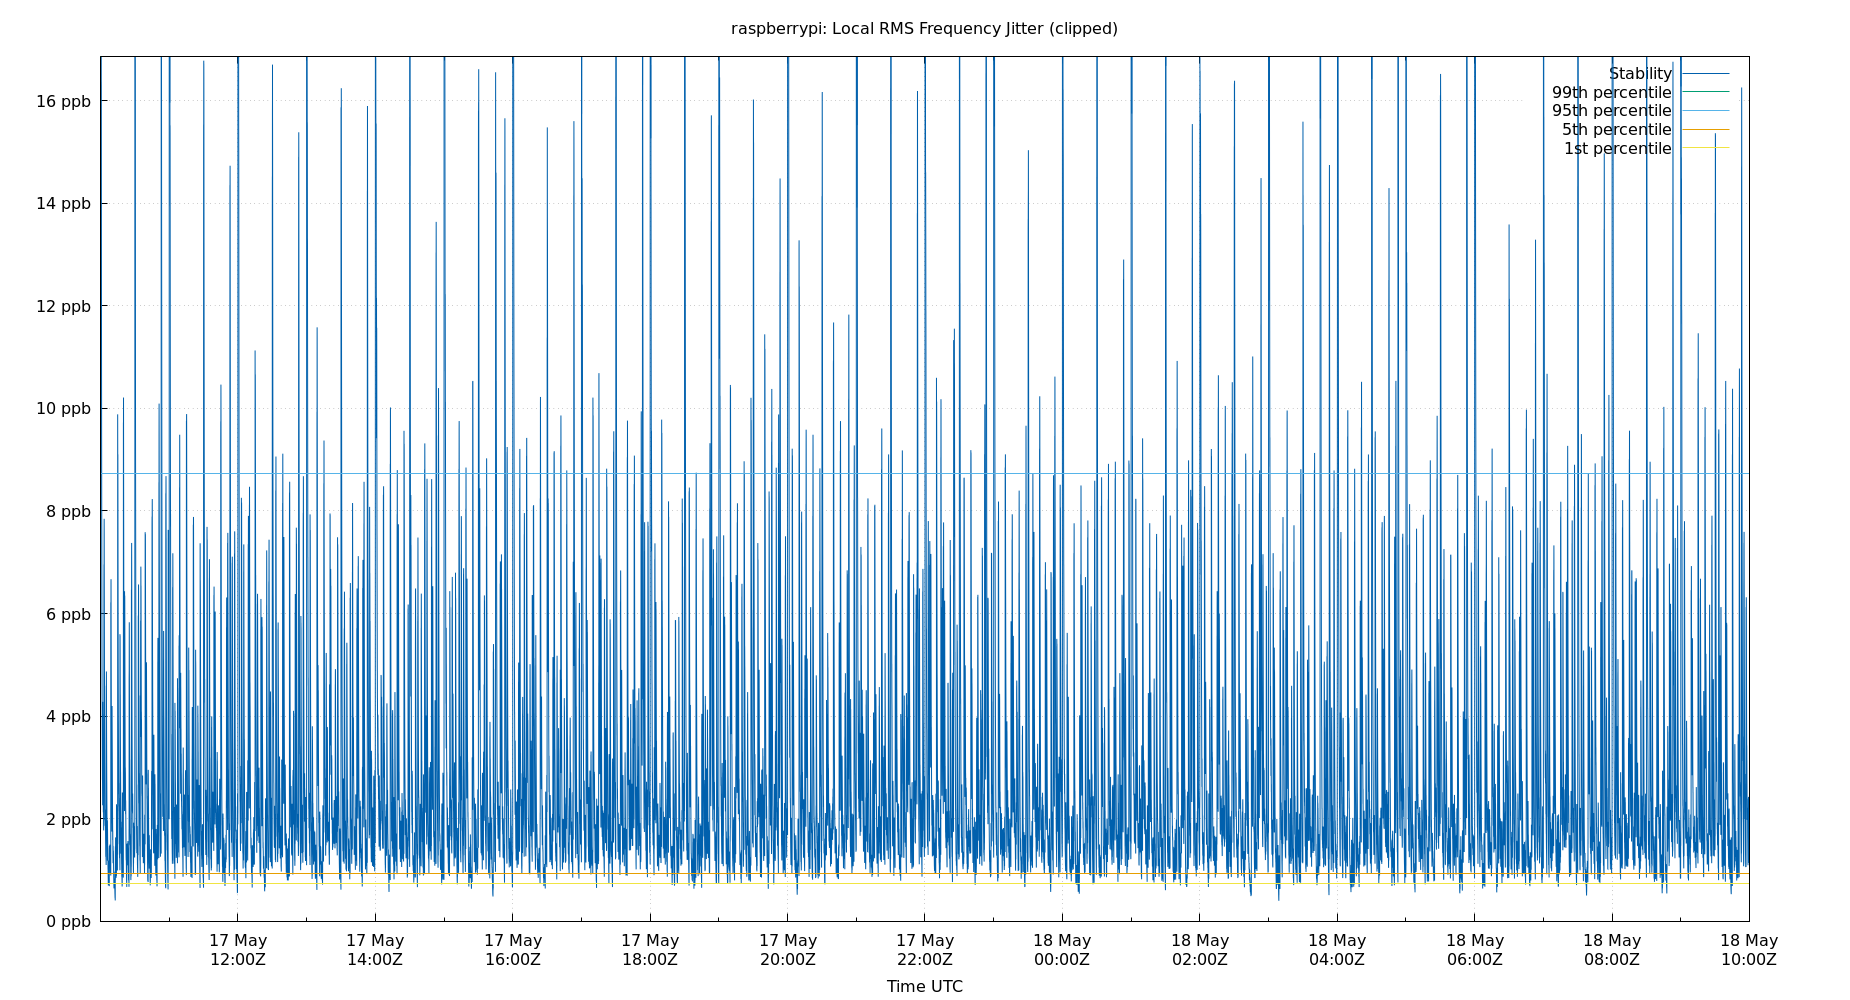 raspberrypi: Local RMS Frequency Jitter (clipped)
Stability
99th percentile
95th percentile
5th percentile
1st percentile
16 ppb
14 ppb
12 ppb
10 ppb
8 ppb
6 ppb
4 ppb
2 ppb
0 ppb
17 May 17 May 17 May 17 May 17 May 17 May 18 May 18 May 18 May 18 May 18 May 18 May
12:00Z 14:00Z 16:00Z 18:00Z 20:00Z 22:00Z 00:00Z 02:00Z 04:00Z 06:00Z 08:00Z 10:00Z
Time UTC